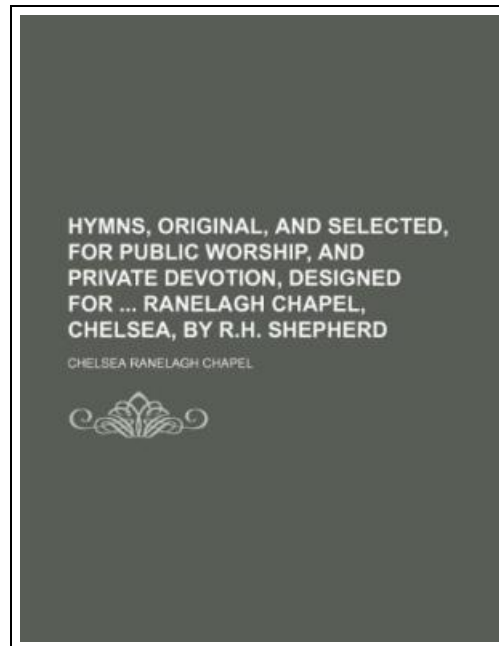 HYMNS, ORIGINAL, AND SELECTED,
FOR PUBLIC WORSHIP, AND
PRIVATE DEVOTION, DESIGNED
FOR ... RANELAGH CHAPEL,
CHELSEA, BY R.H. SHEPHERD
CHELSEA RANELAGH CHAPEL